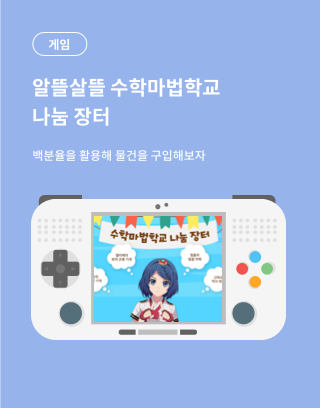 게임
알뜰살뜰 수학마법학교
나눔 장터
백분율을 활용해 물건을 구입해보자
수학마법학교 나눔 장터